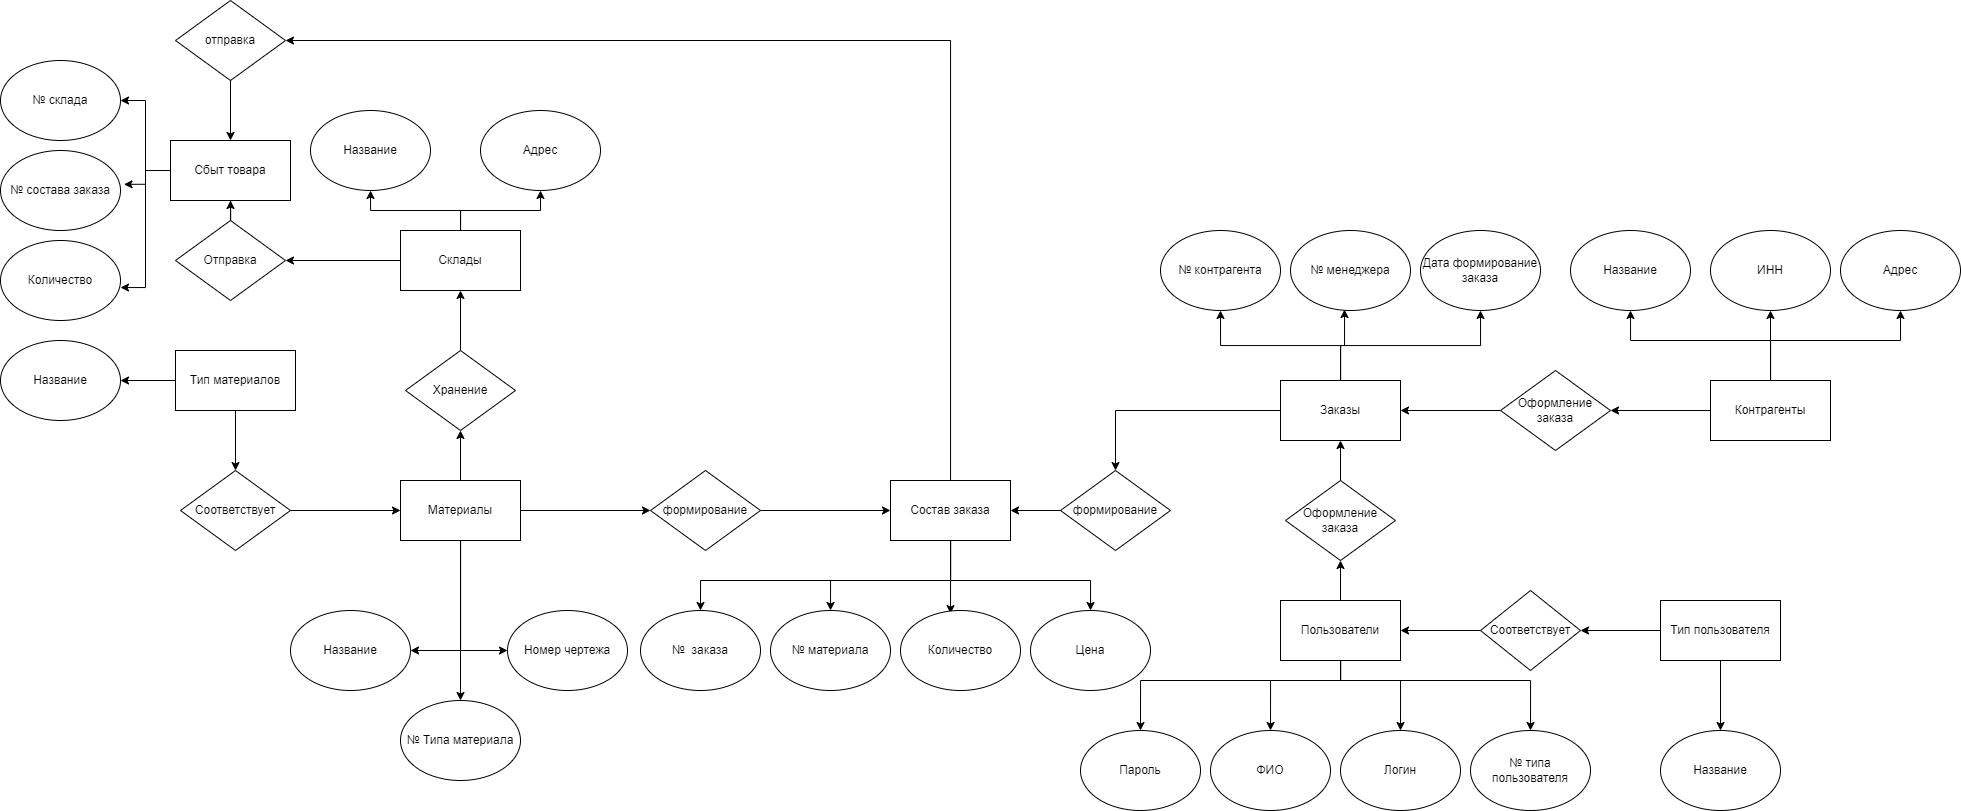 отправка
№ склада
Название
Адрес
Сбыт товара
№ состава заказа
Отправка
Склады
Количество
№ контрагента
№ менеджера
Дата формирование
заказа
Название
ИНН
Адрес
Название
Тип материалов
Хранение
Заказы
Оформление
заказа
Контрагенты
Соответствует
Материалы
формирование
Состав заказа
формирование
Оформление
заказа
Название
Номер чертежа
№ заказа
№ материала
Количество
Цена
Пользователи
Соответствует
Тип пользователя
№ Типа материала
Пароль
ФИО
Логин
№ типа
пользователя
Название